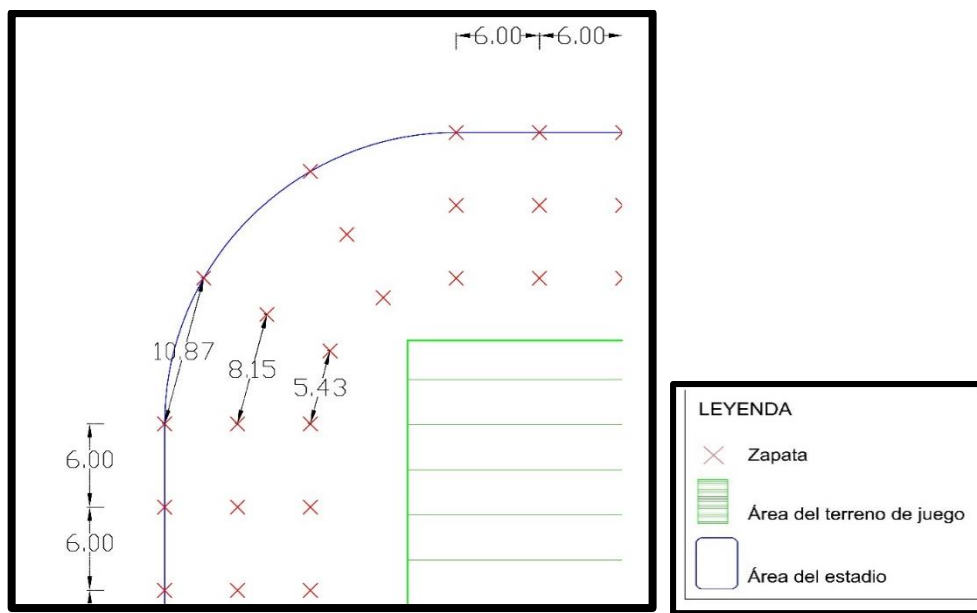 6.00 6.00
10.87
8.15
5.43
6.00
6.00
LEYENDA
Zapata
Área del terreno de juego
Área del estadio